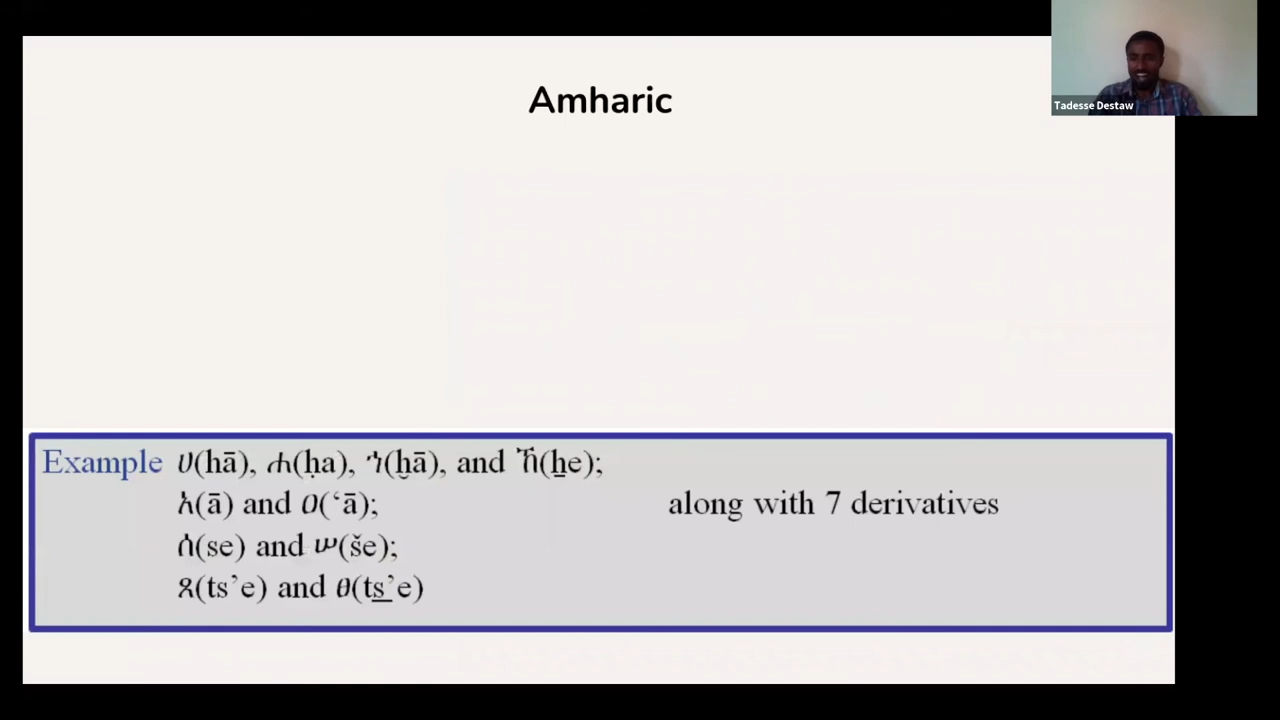 Amharic
Tadesse Destaw
Example ሀ(hā), ሐ(ḥa), ኀ(ḫā), and ኸ(h̲e);
አ(ā) and ዐ(‘ā); along with 7 derivatives
ሰ(se) and ሠ(še);
ጸ(ts’e) and ፀ(ts̲’e)